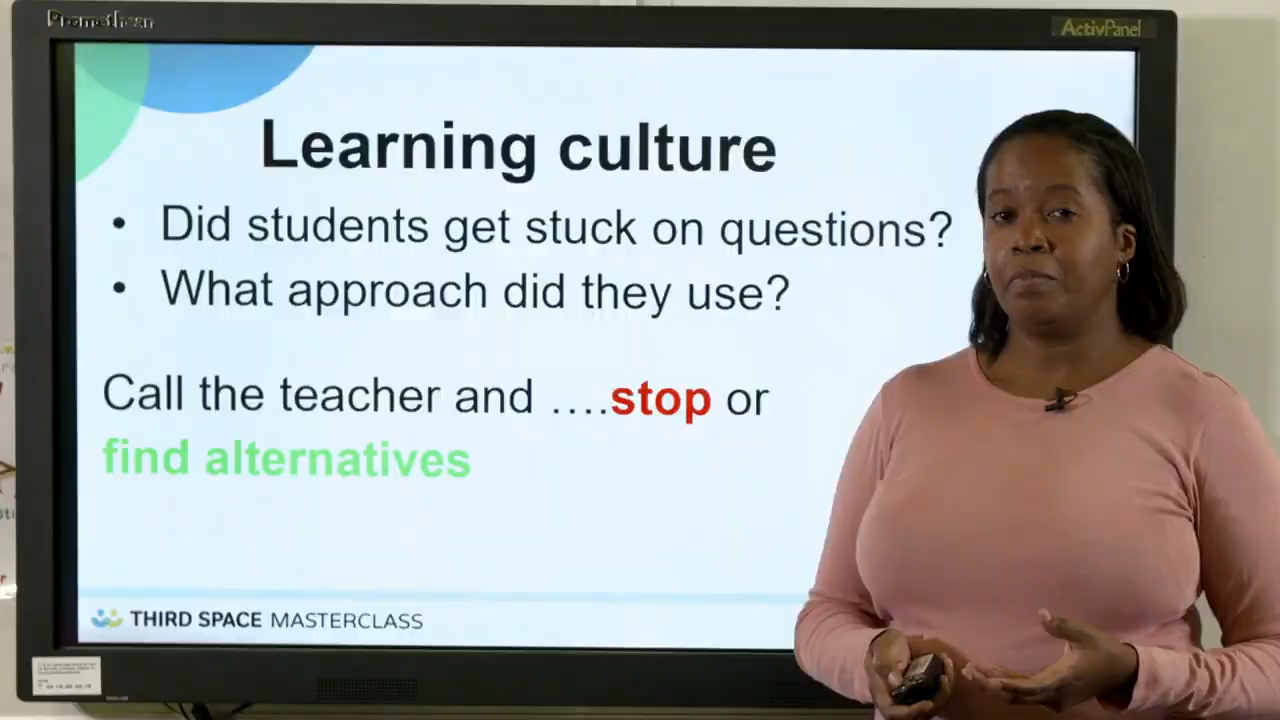 Promethean
ActivPanel
Learning culture
• Did students get stuck on questions?
• What approach did they use?
Call the teacher and ….stop or
find alternatives
THIRD SPACE MASTERCLASS